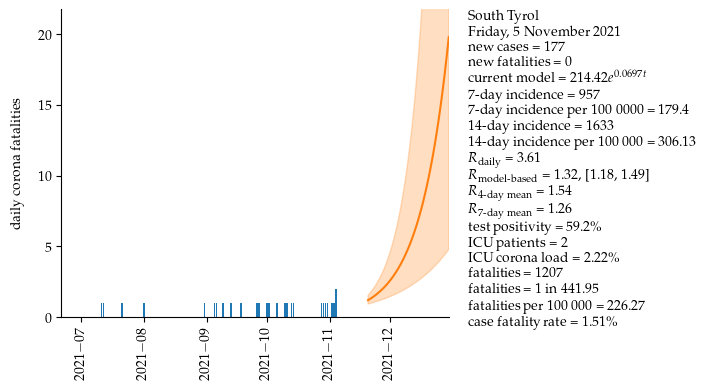 South Tyrol
Friday, 5 November 2021
new cases = 177
new fatalities = 0
current model = 214.42e^0.0697t
7-day incidence = 957
7-day incidence per 100 0000 = 179.4
14-day incidence = 1633
14-day incidence per 100 000 = 306.13
R_daily = 3.61
R_model-based = 1.32, [1.18, 1.49]
R_4-day mean = 1.54
R_7-day mean = 1.26
test positivity = 59.2%
ICU patients = 2
ICU corona load = 2.22%
fatalities = 1207
fatalities = 1 in 441.95
fatalities per 100 000 = 226.27
case fatality rate = 1.51%
daily corona fatalities
20
15
10
5
0
2021−07
2021−08
2021−09
2021−10
2021−11
2021−12